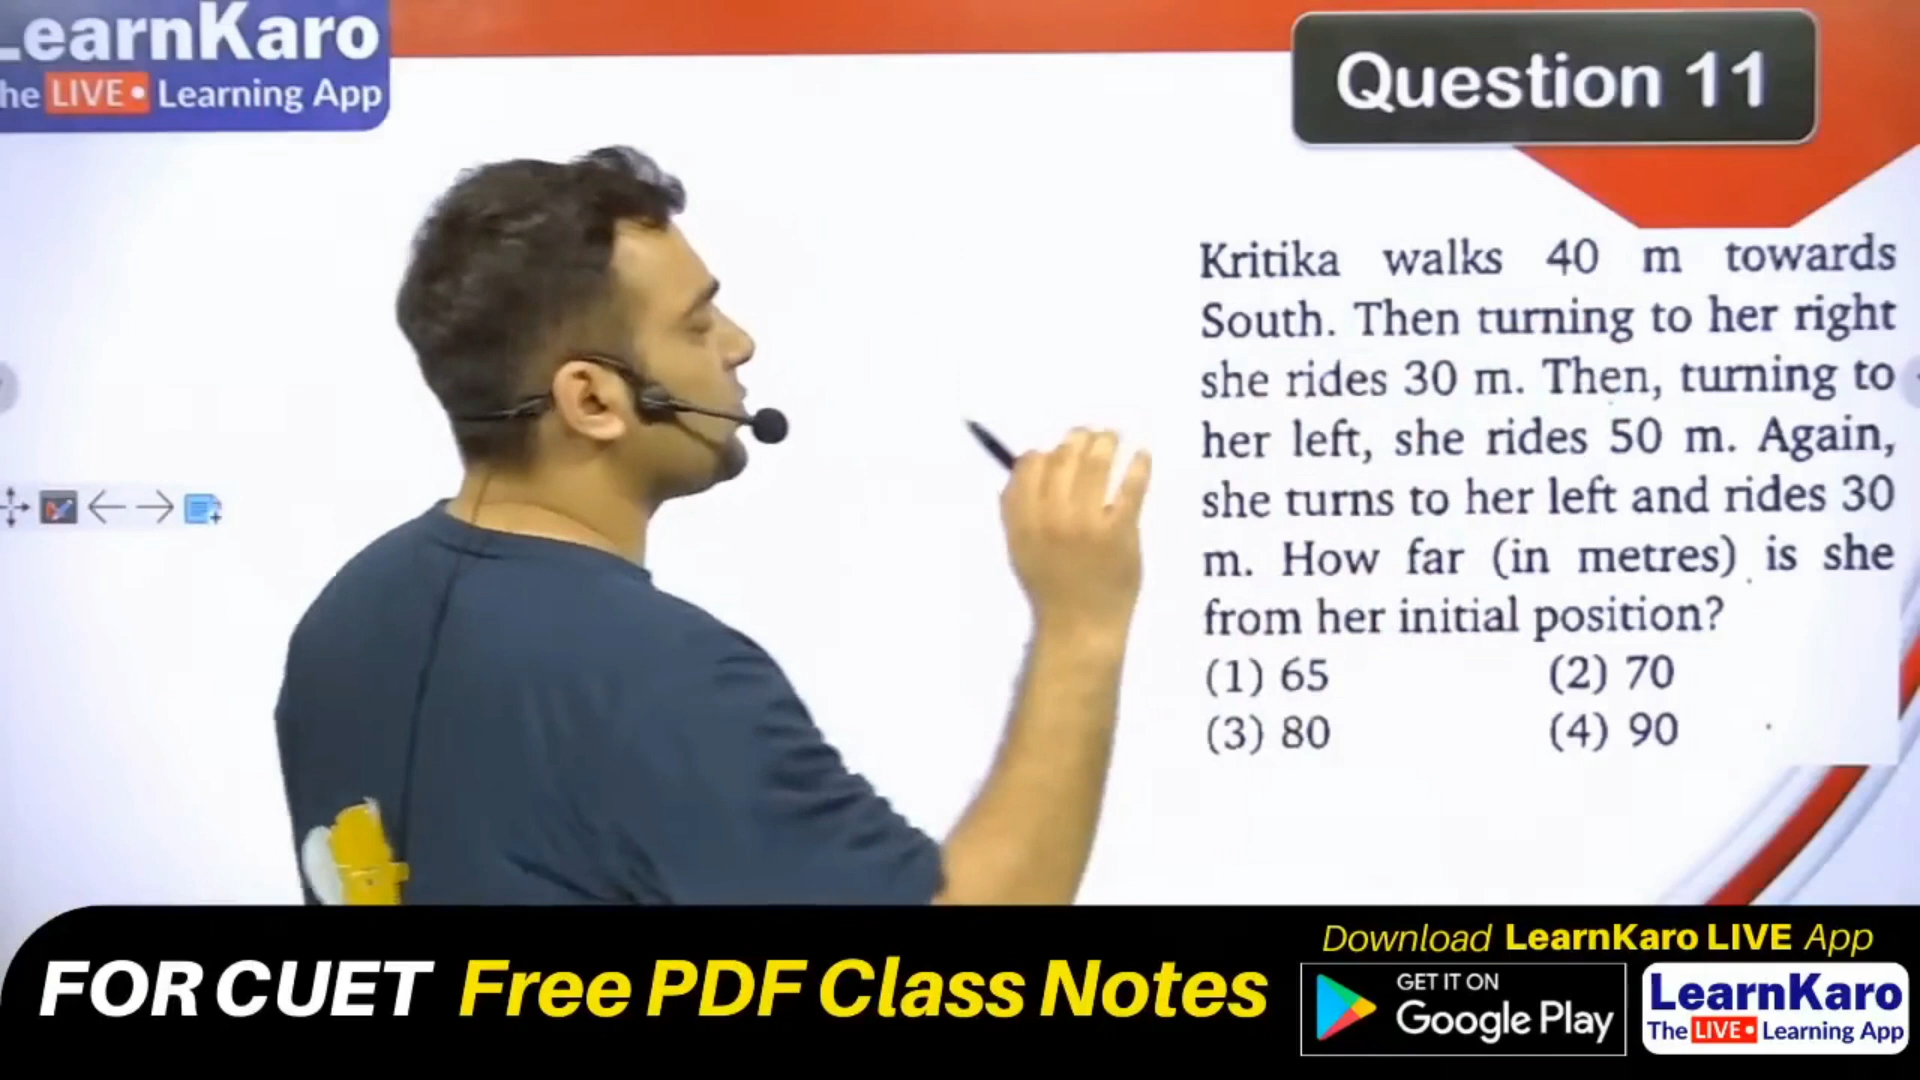 LearnKaro
The LIVE • Learning App
Question 11
Kritika walks 40 m towards
South. Then turning to her right
she rides 30 m. Then, turning to
her left, she rides 50 m. Again,
she turns to her left and rides 30
m. How far (in metres) is she
from her initial position?
(1) 65 (2) 70
(3) 80 (4) 90
FOR CUET Free PDF Class Notes
Download LearnKaro LIVE App
GET IT ON
Google Play
LearnKaro
The LIVE • Learning App